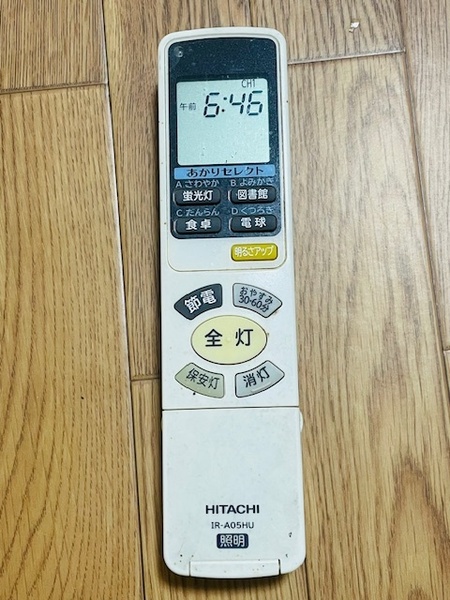 CH1
午前 6:46
あかりセレクト
A さわやか B よみかき
蛍光灯 図書館
C だんらん D くつろぎ
食卓 電球
明るさアップ
節電 おやすみ
30·60分
全灯
保安灯 消灯
HITACHI
IR-A05HU
照明